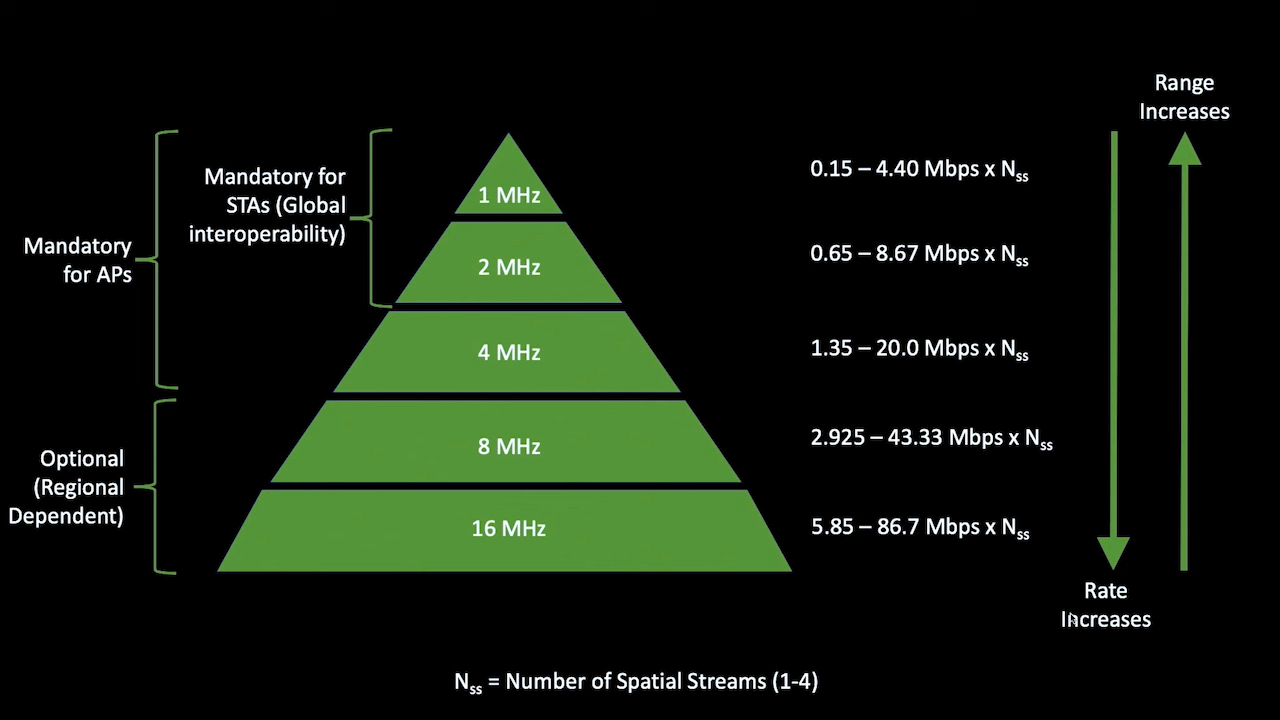 Range
Increases
Mandatory for
STAs (Global
interoperability)
Mandatory
for APs
1 MHz
0.15 – 4.40 Mbps x Nss
2 MHz
0.65 – 8.67 Mbps x Nss
4 MHz
1.35 – 20.0 Mbps x Nss
Optional
(Regional
Dependent)
8 MHz
2.925 – 43.33 Mbps x Nss
16 MHz
5.85 – 86.7 Mbps x Nss
Rate
Increases
Nss = Number of Spatial Streams (1-4)